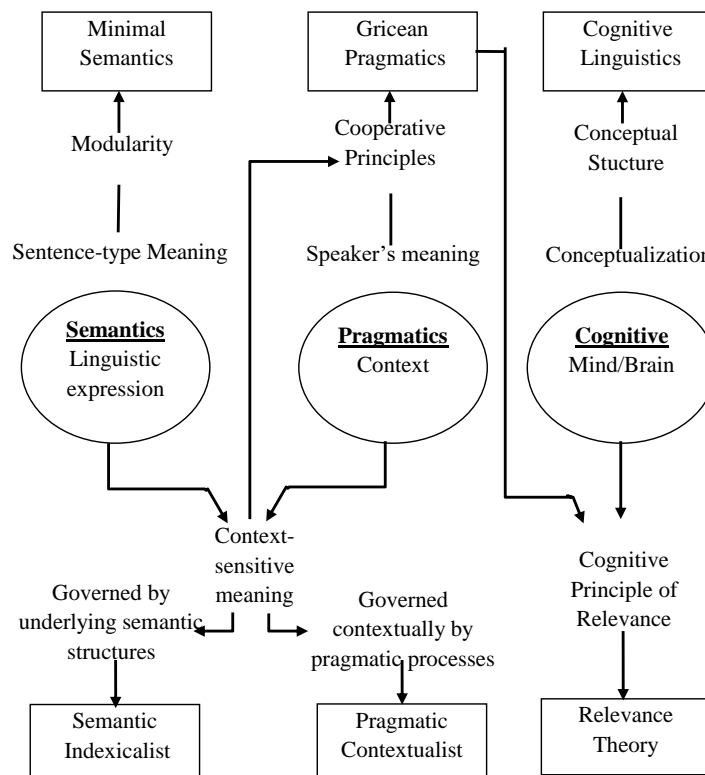 Minimal
Semantics
Gricean
Pragmatics
Cognitive
Linguistics
Modularity
Cooperative
Principles
Conceptual
Stucture
Sentence-type Meaning
Speaker's meaning
Conceptualization
Semantics
Linguistic
expression
Pragmatics
Context
Cognitive
Mind/Brain
Context-
sensitive
meaning
Cognitive
Principle of
Relevance
Governed by
underlying semantic
structures
Governed
contextually by
pragmatic processes
Semantic
Indexicalist
Pragmatic
Contextualist
Relevance
Theory